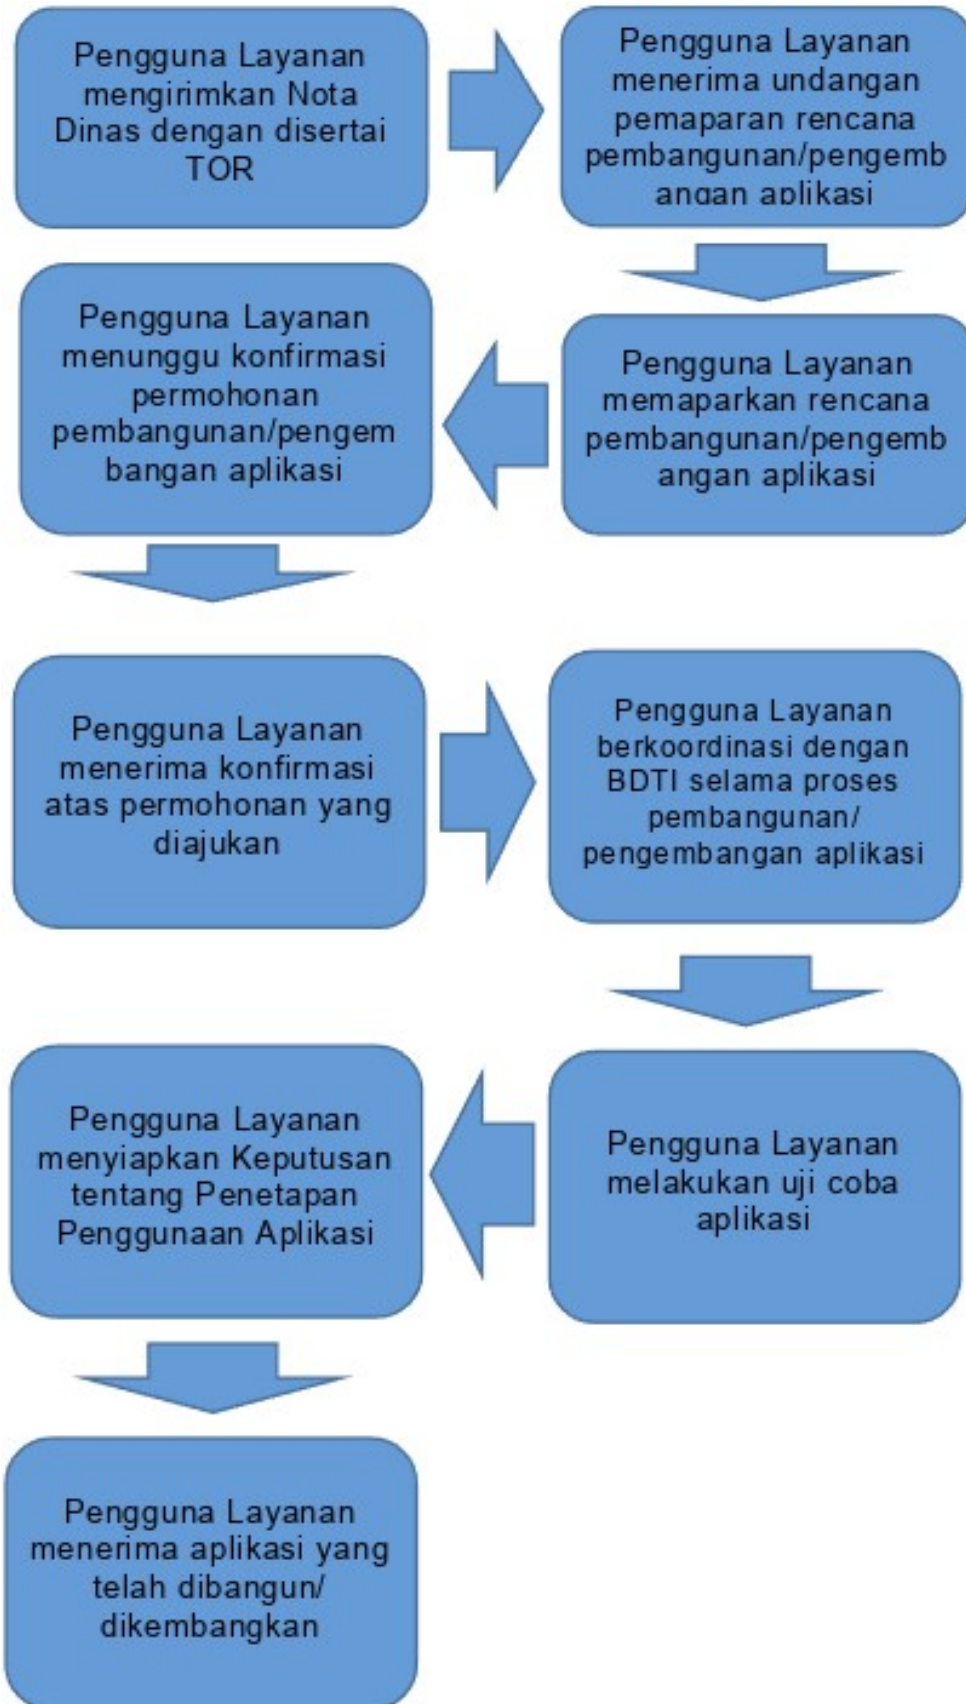 Pengguna Layanan
mengirimkan Nota
Dinas dengan disertai
TOR
Pengguna Layanan
menerima undangan
pemaparan rencana
pembangunan/pengemb
angan aplikasi
Pengguna Layanan
memaparkan rencana
pembangunan/pengemb
angan aplikasi
Pengguna Layanan
menunggu konfirmasi
permohonan
pembangunan/pengem
bangan aplikasi
Pengguna Layanan
menerima konfirmasi
atas permohonan yang
diajukan
Pengguna Layanan
berkoordinasi dengan
BDTI selama proses
pembangunan/
pengembangan aplikasi
Pengguna Layanan
melakukan uji coba
aplikasi
Pengguna Layanan
menyiapkan Keputusan
tentang Penetapan
Penggunaan Aplikasi
Pengguna Layanan
menerima aplikasi yang
telah dibangun/
dikembangkan